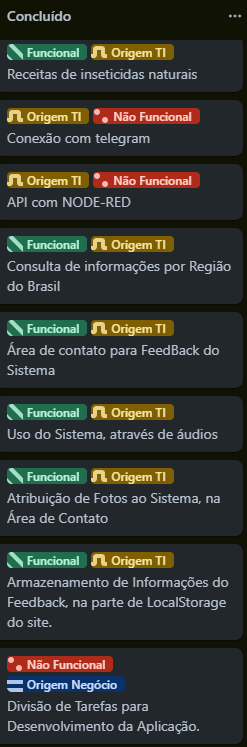 Concluído
Funcional Origem TI
Receitas de inseticidas naturais
Origem TI Não Funcional
Conexão com telegram
Origem TI Não Funcional
API com NODE-RED
Funcional Origem TI
Consulta de informações por Região
do Brasil
Funcional Origem TI
Área de contato para FeedBack do
Sistema
Funcional Origem TI
Uso do Sistema, através de áudios
Funcional Origem TI
Atribuição de Fotos ao Sistema, na
Área de Contato
Funcional Origem TI
Armazenamento de Informações do
Feedback, na parte de LocalStorage
do site.
Não Funcional
Origem Negócio
Divisão de Tarefas para
Desenvolvimento da Aplicação.